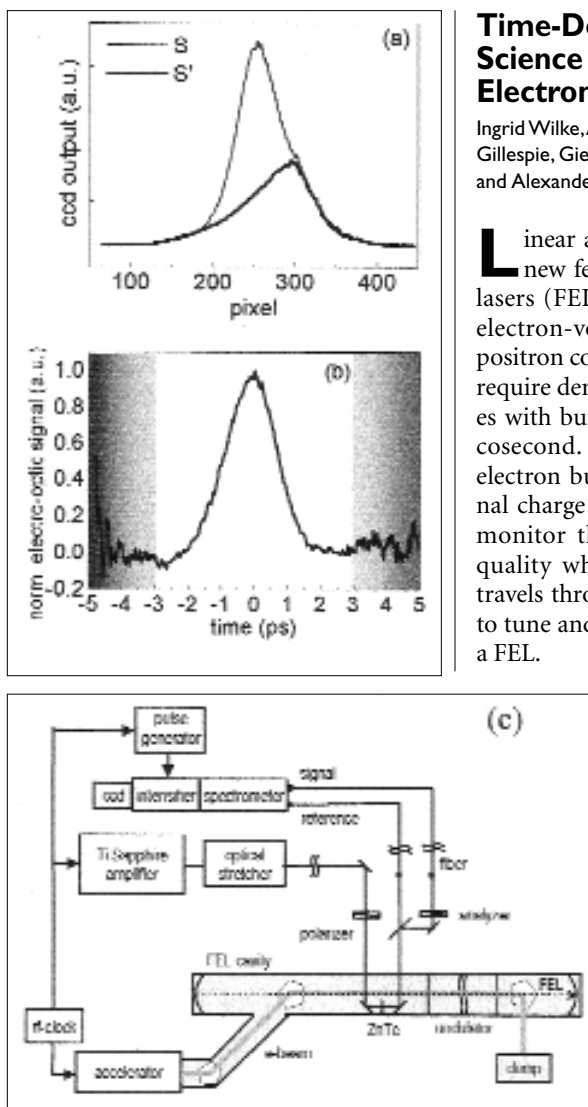 S
S'
(a)
ccd output (a.u.)
100
200
300
400
pixel
norm. electro-optic signal (a.u.)
1.0
0.8
0.6
0.4
0.2
0.0
-0.2
(b)
-5 -4 -3 -2 -1 0 1 2 3 4 5
time (ps)
Time-De
Science
Electron
Ingrid Wilke, A
Gillespie, Gie
and Alexande
Linear a
new fe
lasers (FEL
electron-vo
positron co
require den
es with bu
cosecond.
electron bu
nal charge
monitor th
quality wh
travels thro
to tune and
a FEL.
(c)
pulse
generator
signal
ccd intensifier spectrometer
reference
Ti:Sapphire
amplifier
optical
stretcher
fiber
polarizer
analyzer
FEL cavity
FEL
ZnTe
undulator
rf-clock
e-beam
accelerator
dump